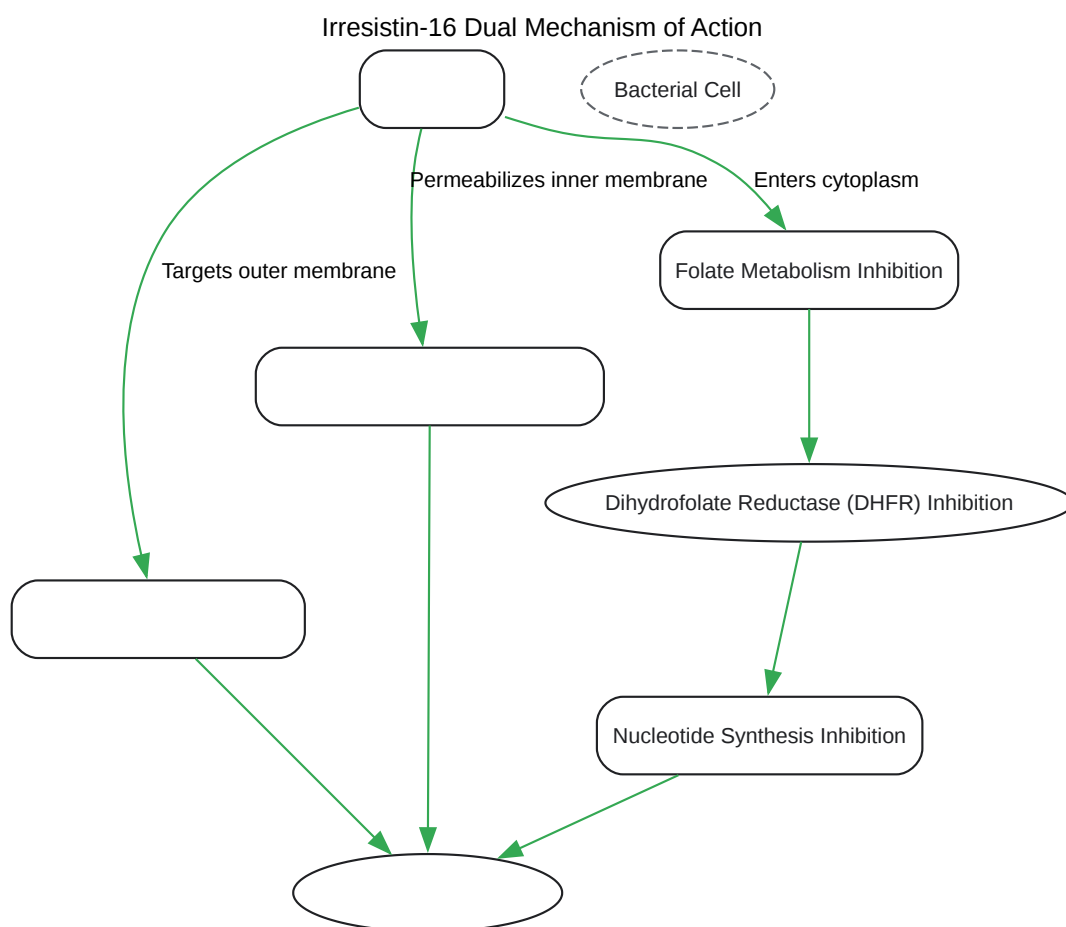 Irresistin-16 Dual Mechanism of Action
Bacterial Cell
Permeabilizes inner membrane
Enters cytoplasm
Targets outer membrane
Folate Metabolism Inhibition
Dihydrofolate Reductase (DHFR) Inhibition
Nucleotide Synthesis Inhibition